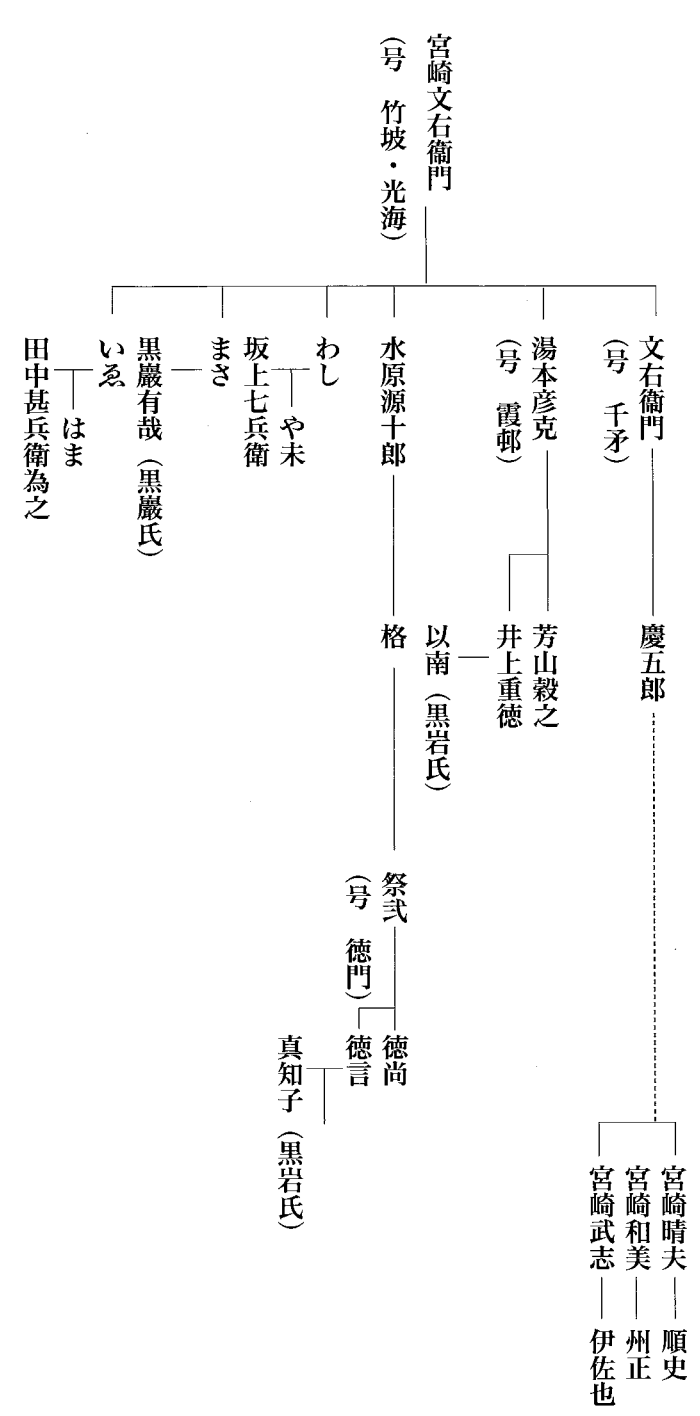 宮崎文右衞門
(号 竹坡・光海)
文右衞門
(号 千矛)
慶五郎
宮崎晴夫
順史
宮崎和美
州正
宮崎武志
伊佐也
湯本彦克
(号 霞邨)
芳山穀之
井上重徳
以南(黒岩氏)
水原源十郎
格
祭弐
(号 徳門)
徳尚
徳言
真知子(黒岩氏)
わし
や未
坂上七兵衛
まさ
黒巖有哉(黒巖氏)
いゑ
はま
田中甚兵衛為之